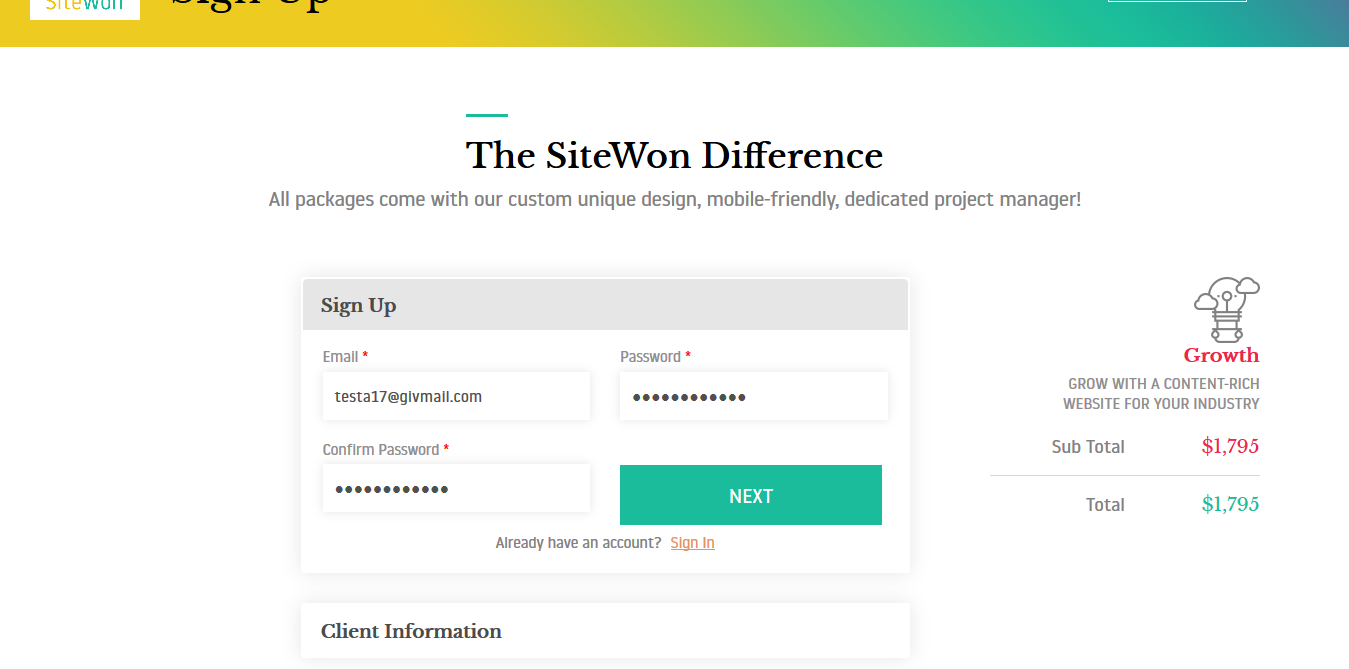 SiteWon
Sign Up
The SiteWon Difference
All packages come with our custom unique design, mobile-friendly, dedicated project manager!
Sign Up
Email *
Password *
testa17@givmail.com
●●●●●●●●●●●●
Confirm Password *
●●●●●●●●●●●●
NEXT
Already have an account? Sign In
Client Information
Growth
GROW WITH A CONTENT-RICH
WEBSITE FOR YOUR INDUSTRY
Sub Total $1,795
Total $1,795